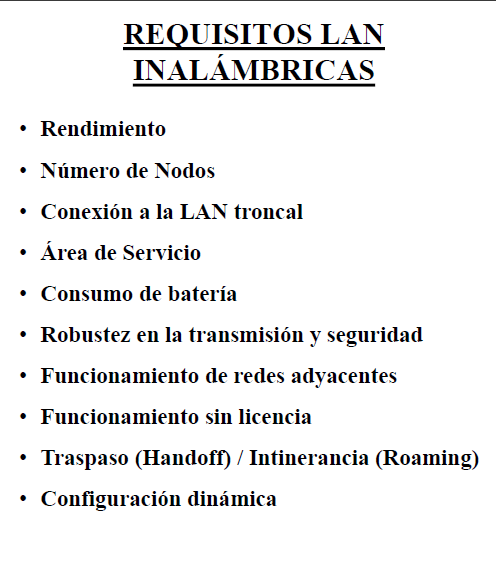 REQUISITOS LAN
INALÁMBRICAS
• Rendimiento
• Número de Nodos
• Conexión a la LAN troncal
• Área de Servicio
• Consumo de batería
• Robustez en la transmisión y seguridad
• Funcionamiento de redes adyacentes
• Funcionamiento sin licencia
• Traspaso (Handoff) / Intinerancia (Roaming)
• Configuración dinámica